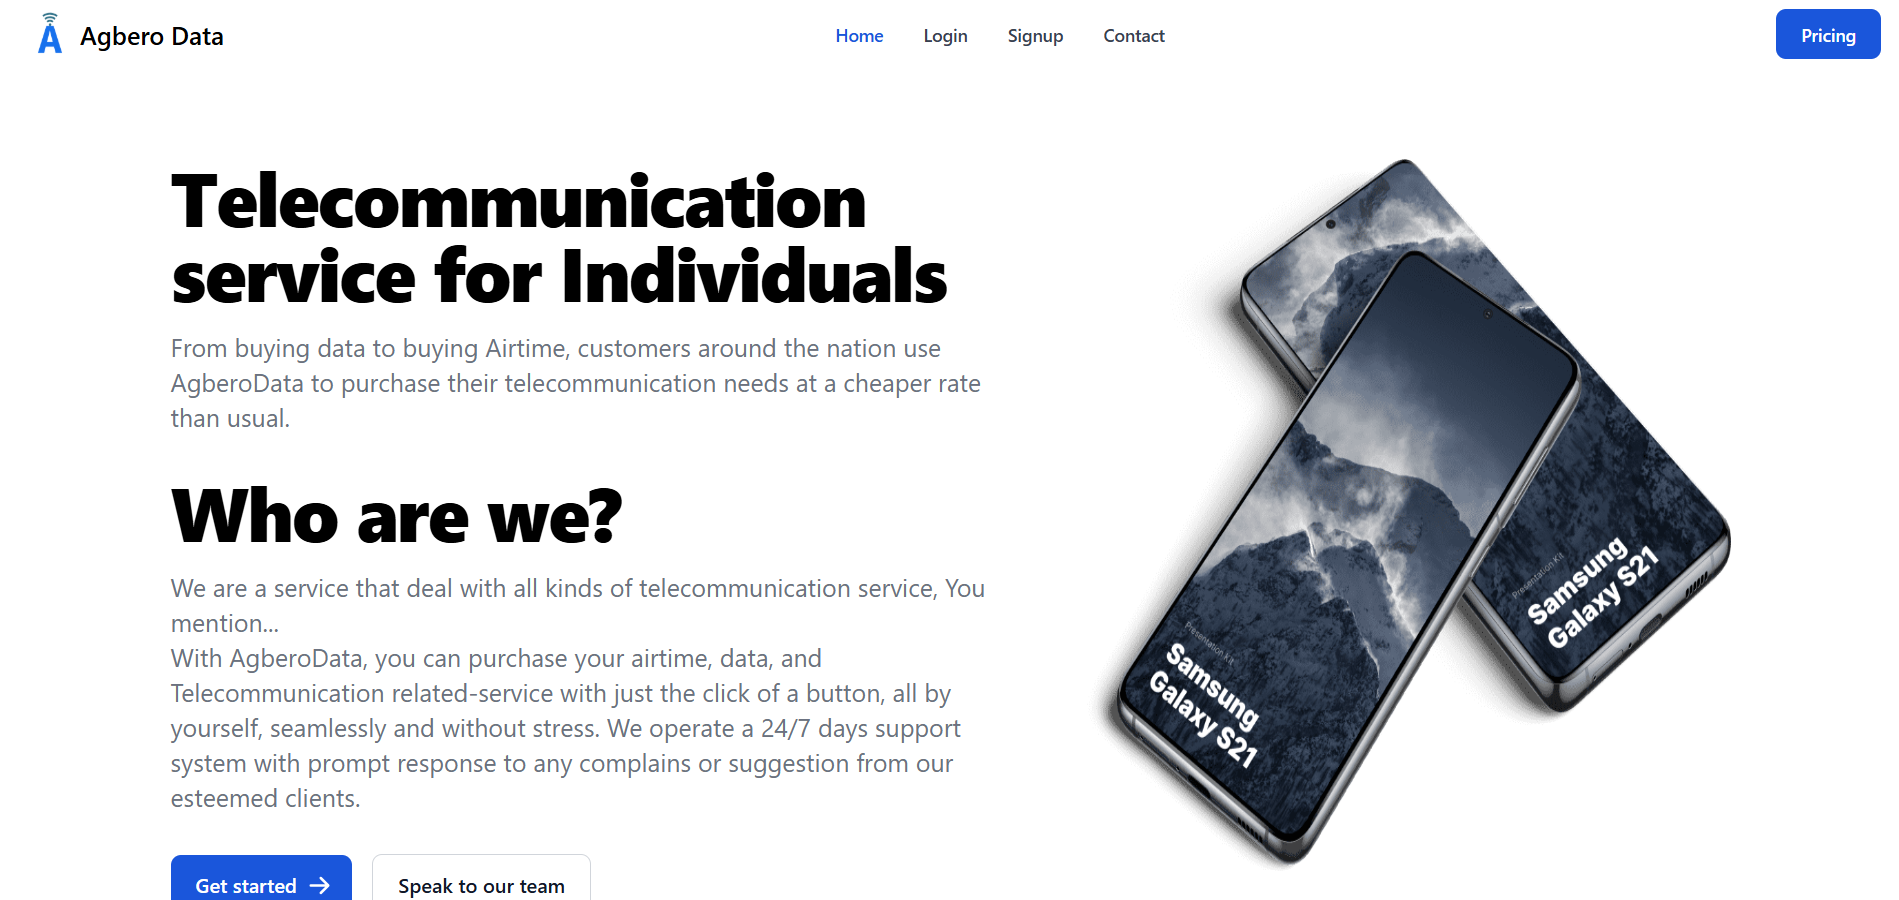 Agbero Data
Home
Login
Signup
Contact
Pricing
Telecommunication
service for Individuals
From buying data to buying Airtime, customers around the nation use
AgberoData to purchase their telecommunication needs at a cheaper rate
than usual.
Who are we?
We are a service that deal with all kinds of telecommunication service, You
mention...
With AgberoData, you can purchase your airtime, data, and
Telecommunication related-service with just the click of a button, all by
yourself, seamlessly and without stress. We operate a 24/7 days support
system with prompt response to any complains or suggestion from our
esteemed clients.
Get started
Speak to our team
Presentation Kit
Samsung
Galaxy S21
Presentation Kit
Samsung
Galaxy S21